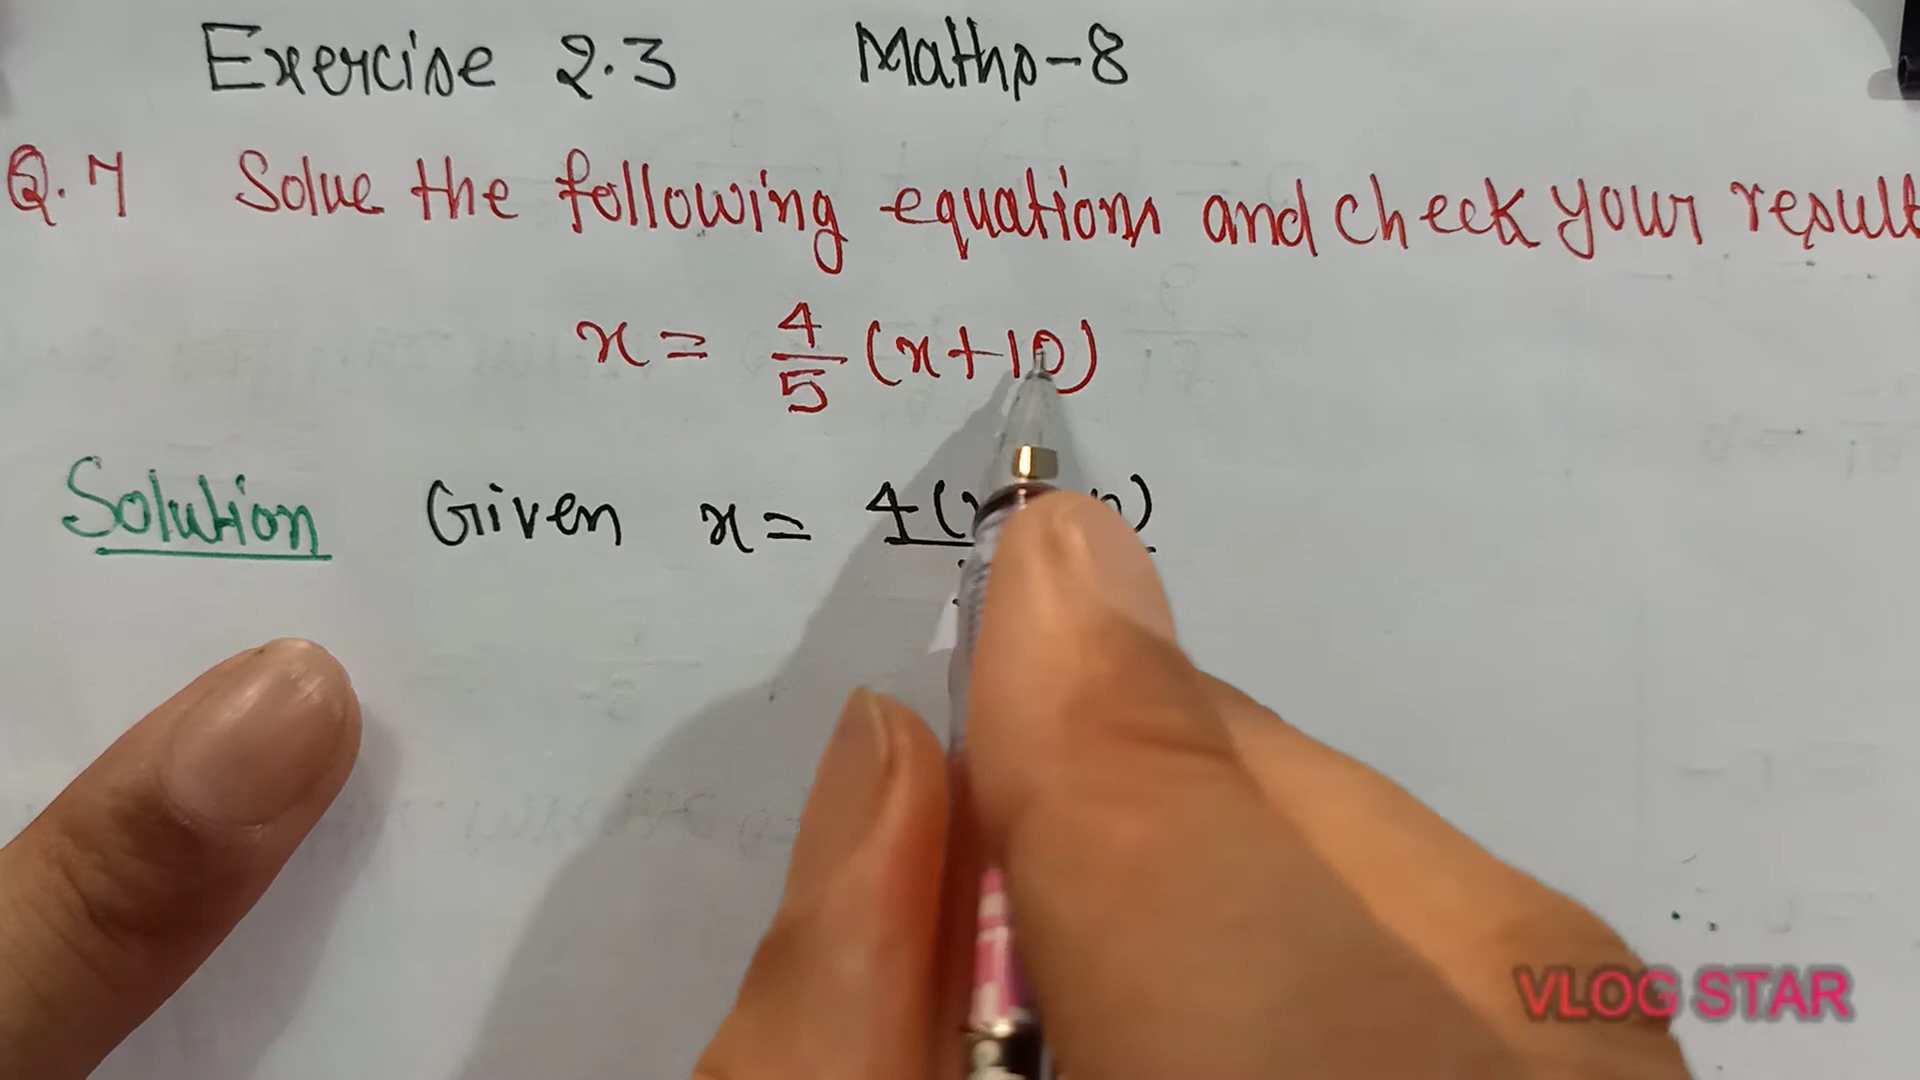 Exercise 2.3 Maths-8
Q.7 Solve the following equations and check your result
x = 4/5 (x+10)
Solution Given x = 4(
VLOG STAR